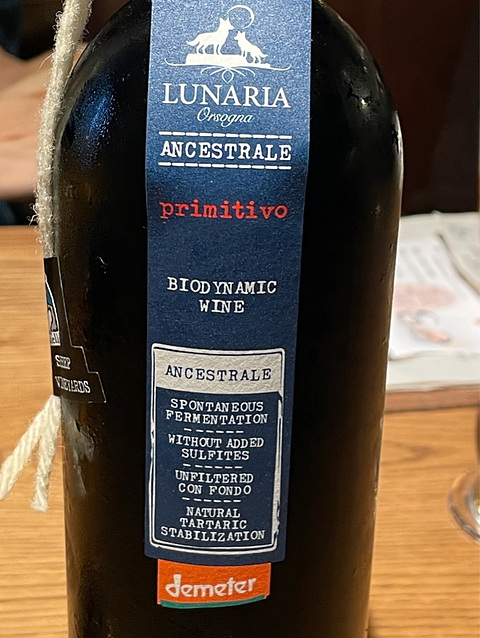 LUNARIA
Orsogna
ANCESTRALE
primitivo
BIODYNAMIC
WINE
ANCESTRALE
SPONTANEOUS
FERMENTATION
WITHOUT ADDED
SULFITES
UNFILTERED
CON FONDO
NATURAL
TARTARIC
STABILIZATION
demeter
VINEYARDS